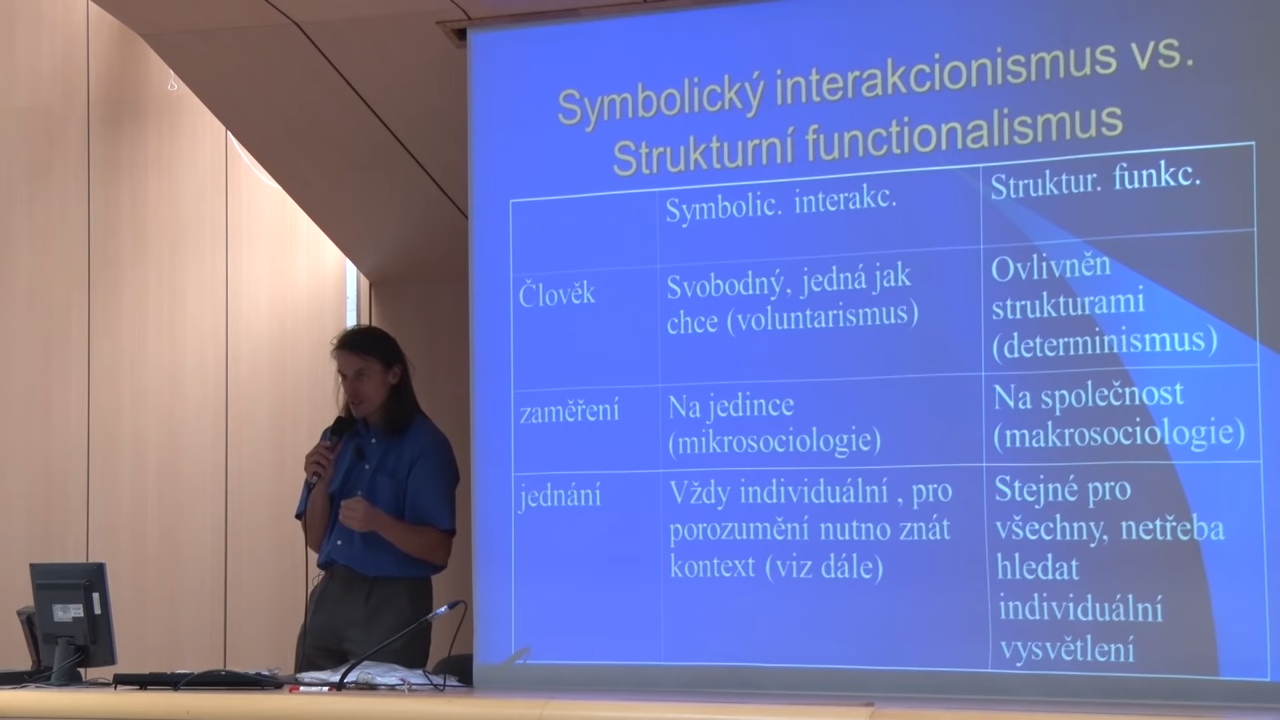 Symbolický interakcionismus vs.
Strukturní functionalismus
Symbolic. interakc.
Struktur. funkc.
Člověk
Svobodný, jedná jak
chce (voluntarismus)
Ovlivněn
strukturami
(determinismus)
zaměření
Na jedince
(mikrosociologie)
Na společnost
(makrosociologie)
jednání
Vždy individuální , pro
porozumění nutno znát
kontext (viz dále)
Stejné pro
všechny, netřeba
hledat
individuální
vysvětlení